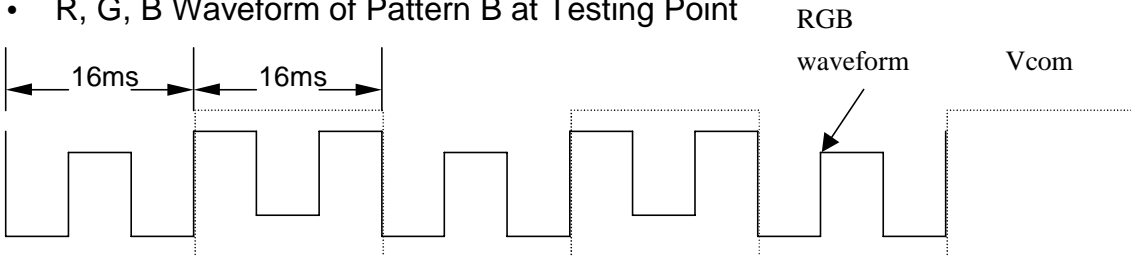 • R, G, B Waveform of Pattern B at Testing Point
RGB
waveform
Vcom
16ms
16ms